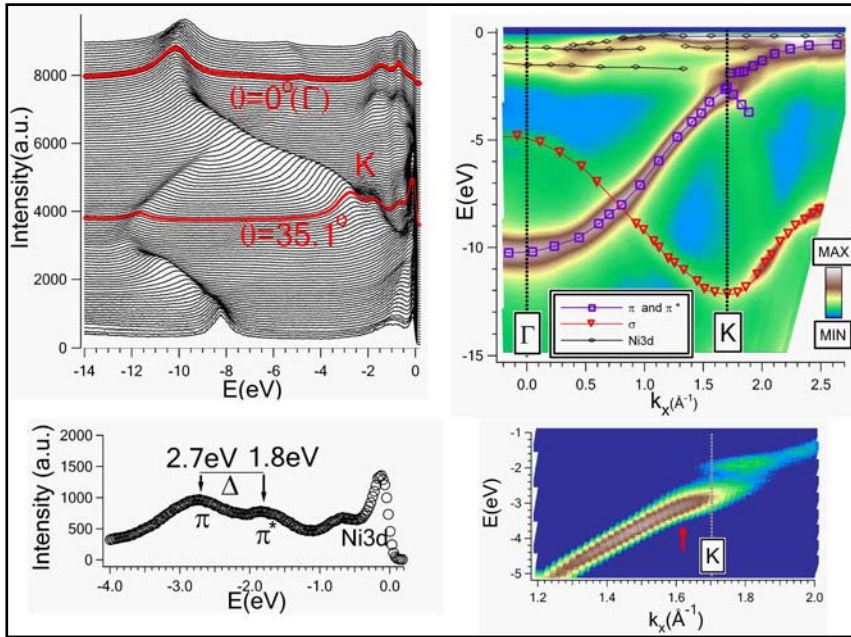 Intensity(a.u.)
8000
6000
4000
2000
0
θ=0°(Γ)
K
θ=35.1°
-14 -12 -10 -8 -6 -4 -2 0
E(eV)
E(eV)
0
-5
-10
-15
MAX
MIN
π and π*
σ
Ni3d
Γ
K
0.0 0.5 1.0 1.5 2.0 2.5
kx(Å-1)
Intensity (a.u.)
2000
1500
1000
500
0
2.7eV 1.8eV
Δ
π
π*
Ni3d
-4.0 -3.0 -2.0 -1.0 0.0
E(eV)
E(eV)
-1
-2
-3
-4
-5
K
1.2 1.4 1.6 1.8 2.0
kx(Å-1)